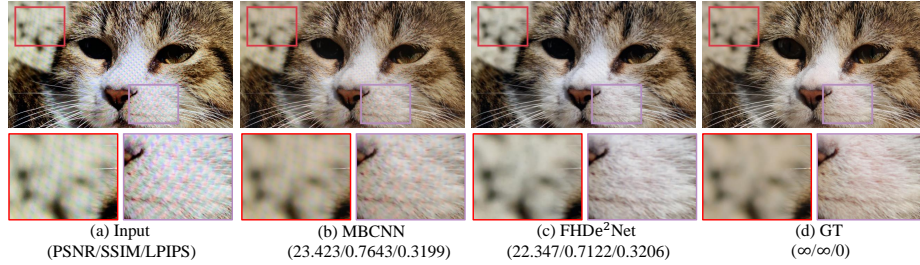 (a) Input
(PSNR/SSIM/LPIPS)
(b) MBCNN
(23.423/0.7643/0.3199)
(c) FHDe²Net
(22.347/0.7122/0.3206)
(d) GT
(∞/∞/0)